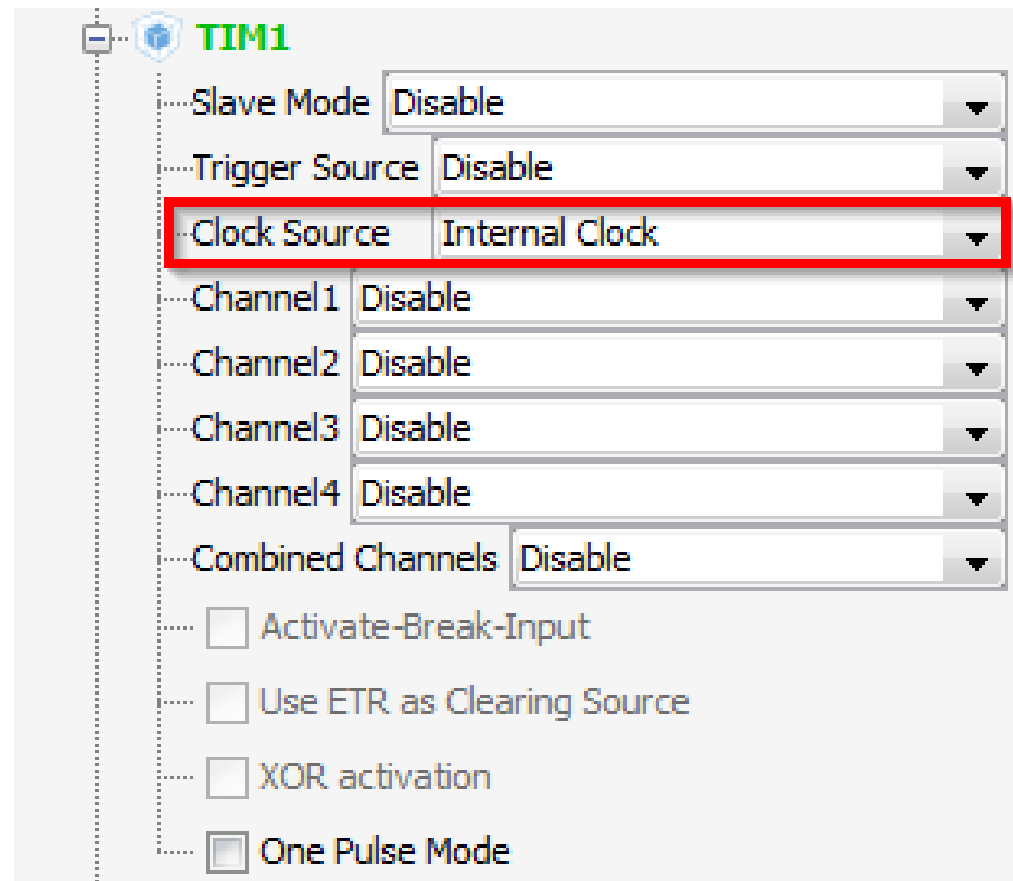 TIM1
Slave Mode Disable
Trigger Source Disable
Clock Source Internal Clock
Channel1 Disable
Channel2 Disable
Channel3 Disable
Channel4 Disable
Combined Channels Disable
Activate-Break-Input
Use ETR as Clearing Source
XOR activation
One Pulse Mode